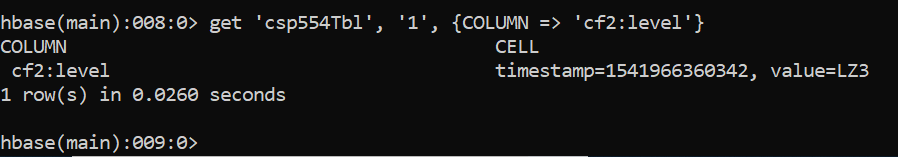 hbase(main):008:0> get 'csp554Tbl', '1', {COLUMN => 'cf2:level'}
COLUMN CELL
cf2:level timestamp=1541966360342, value=LZ3
1 row(s) in 0.0260 seconds
hbase(main):009:0>